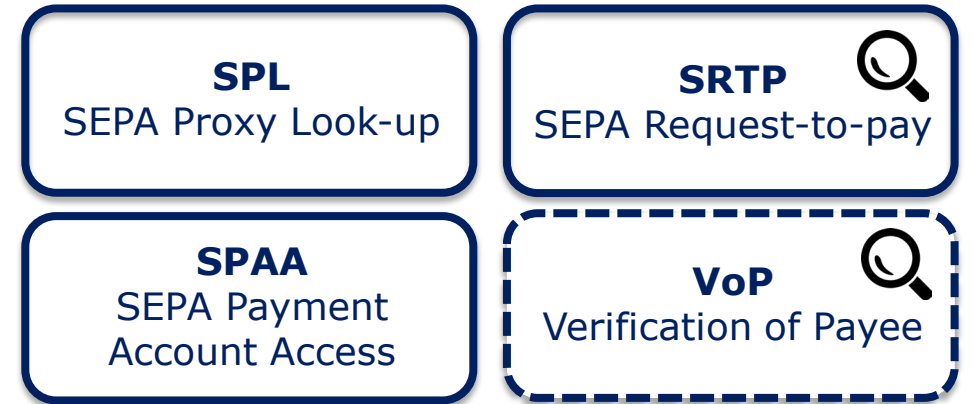 SPL
SEPA Proxy Look-up
SRTP
SEPA Request-to-pay
SPAA
SEPA Payment
Account Access
VoP
Verification of Payee